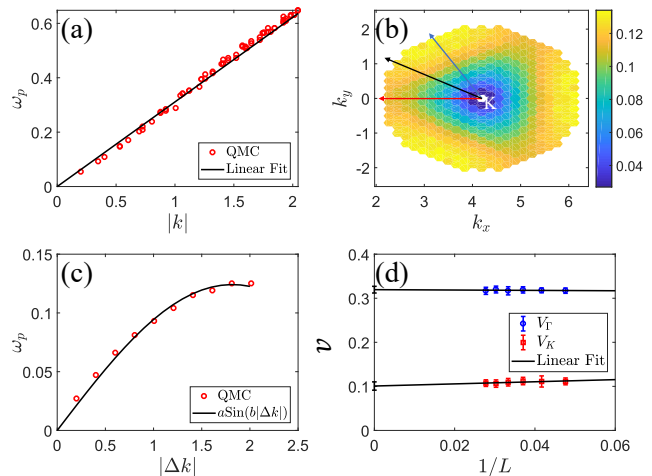 (a)
ω_p
0.6
0.4
0.2
0
0 0.5 1 1.5 2
|k|
QMC
Linear Fit
(b)
k_y
2
1
0
-1
-2
2 3 4 5 6
k_x
K
0.12
0.1
0.08
0.06
0.04
(c)
ω_p
0.15
0.1
0.05
0
0 0.5 1 1.5 2 2.5
|Δk|
QMC
aSin(b|Δk|)
(d)
v
0.4
0.3
0.2
0.1
0
0 0.02 0.04 0.06
1/L
V_Γ
V_K
Linear Fit